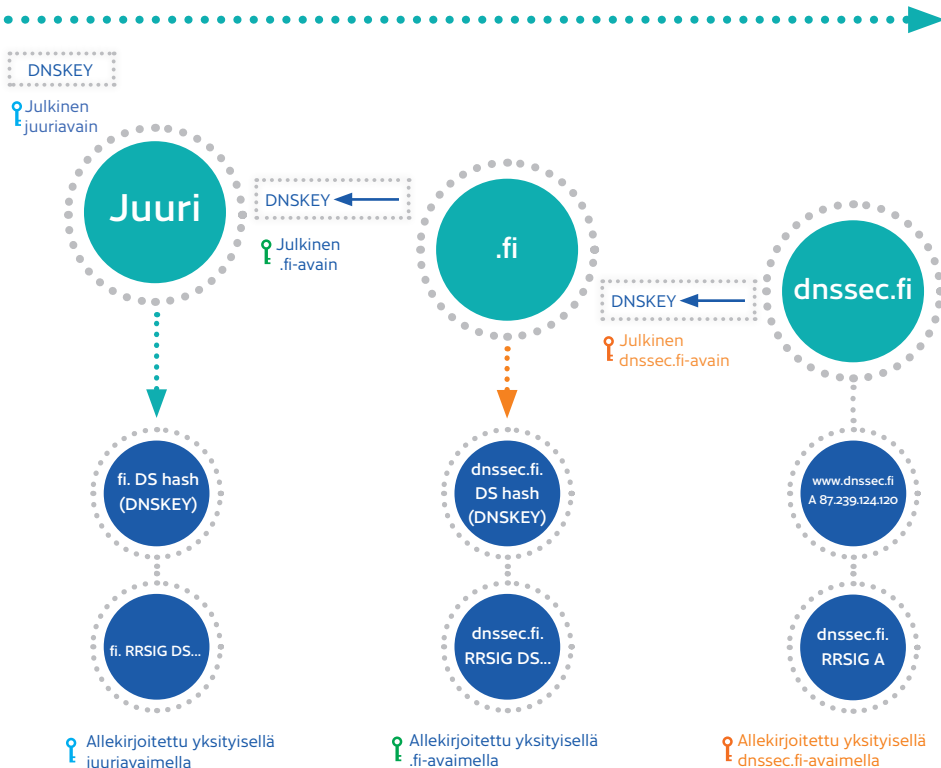 DNSKEY
Julkinen
juuriavain
Juuri
DNSKEY
Julkinen
.fi-avain
.fi
DNSKEY
Julkinen
dnssec.fi-avain
dnssec.fi
fi. DS hash
(DNSKEY)
dnssec.fi.
DS hash
(DNSKEY)
www.dnssec.fi
A 87.239.124.120
fi. RRSIG DS...
dnssec.fi.
RRSIG DS...
dnssec.fi.
RRSIG A
Allekirjoitettu yksityisellä
juuriavaimella
Allekirjoitettu yksityisellä
.fi-avaimella
Allekirjoitettu yksityisellä
dnssec.fi-avaimella